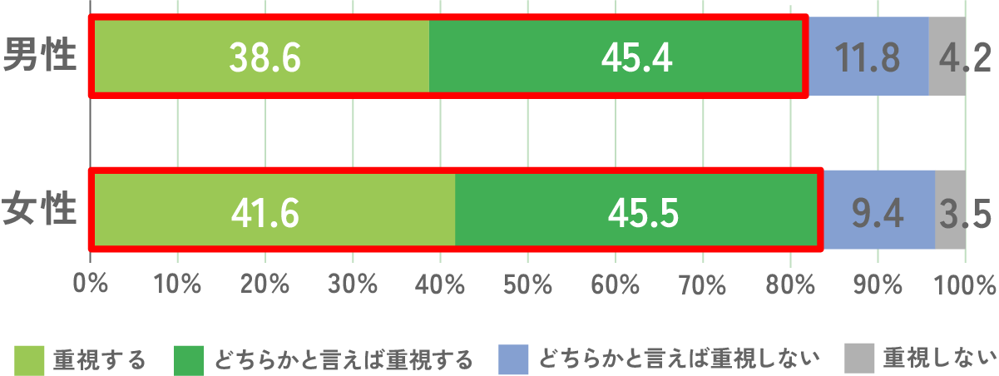 男性 38.6 45.4 11.8 4.2
女性 41.6 45.5 9.4 3.5
0% 10% 20% 30% 40% 50% 60% 70% 80% 90% 100%
重視する どちらかと言えば重視する どちらかと言えば重視しない 重視しない